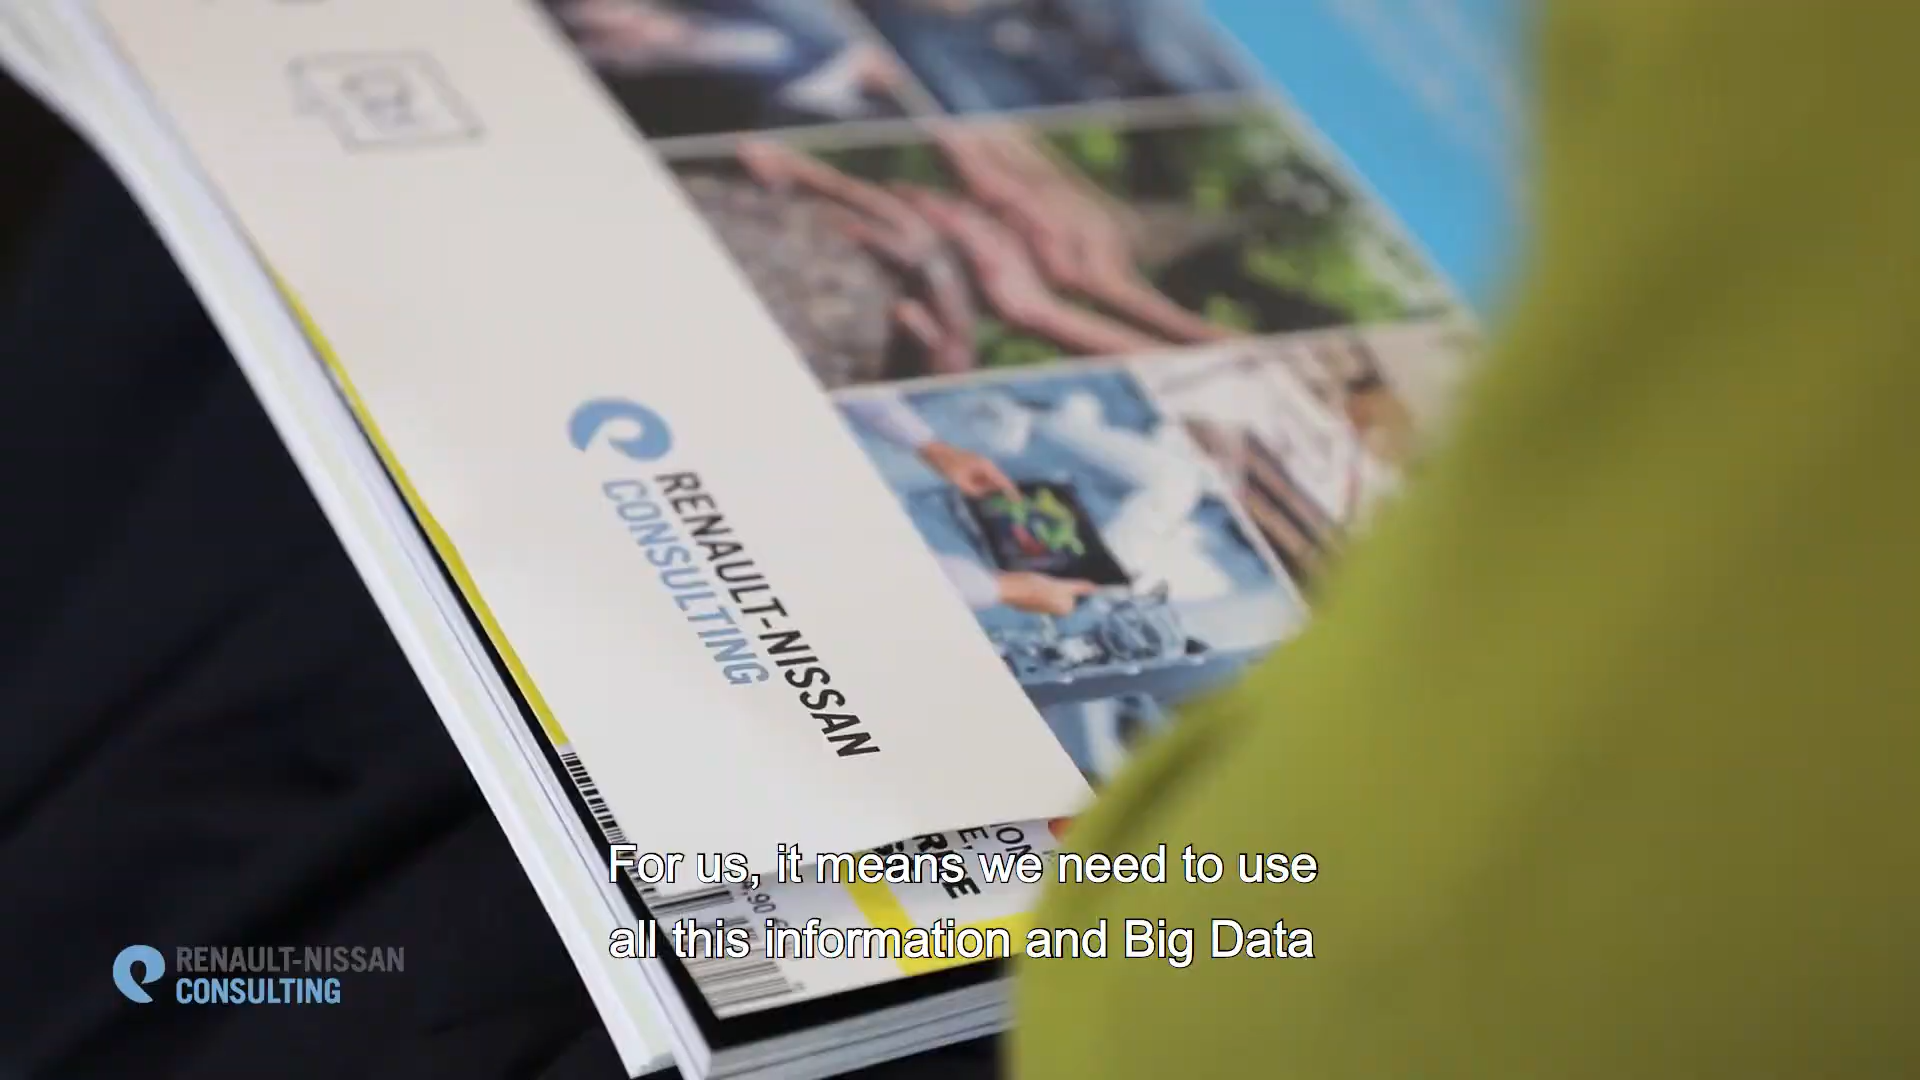 RENAULT-NISSAN
CONSULTING
For us, it means we need to use
all this information and Big Data
RENAULT-NISSAN
CONSULTING